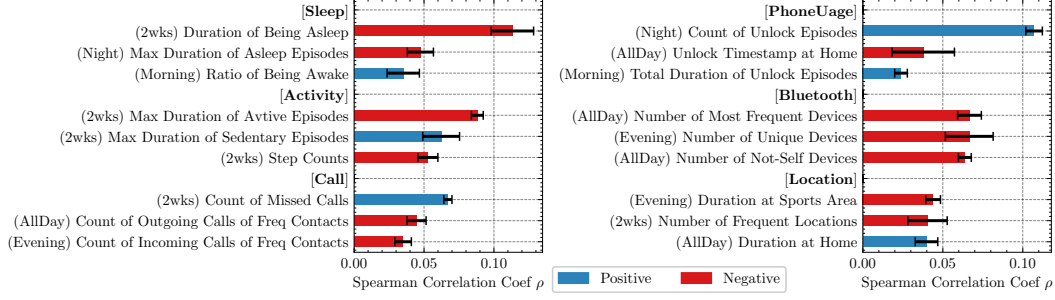 [Sleep]
(2wks) Duration of Being Asleep
(Night) Max Duration of Asleep Episodes
(Morning) Ratio of Being Awake
[Activity]
(2wks) Max Duration of Avtive Episodes
(2wks) Max Duration of Sedentary Episodes
(2wks) Step Counts
[Call]
(2wks) Count of Missed Calls
(AllDay) Count of Outgoing Calls of Freq Contacts
(Evening) Count of Incoming Calls of Freq Contacts
0.00 0.05 0.10
Spearman Correlation Coef ρ
[PhoneUage]
(Night) Count of Unlock Episodes
(AllDay) Unlock Timestamp at Home
(Morning) Total Duration of Unlock Episodes
[Bluetooth]
(AllDay) Number of Most Frequent Devices
(Evening) Number of Unique Devices
(AllDay) Number of Not-Self Devices
[Location]
(Evening) Duration at Sports Area
(2wks) Number of Frequent Locations
(AllDay) Duration at Home
0.00 0.05 0.10
Spearman Correlation Coef ρ
Positive Negative